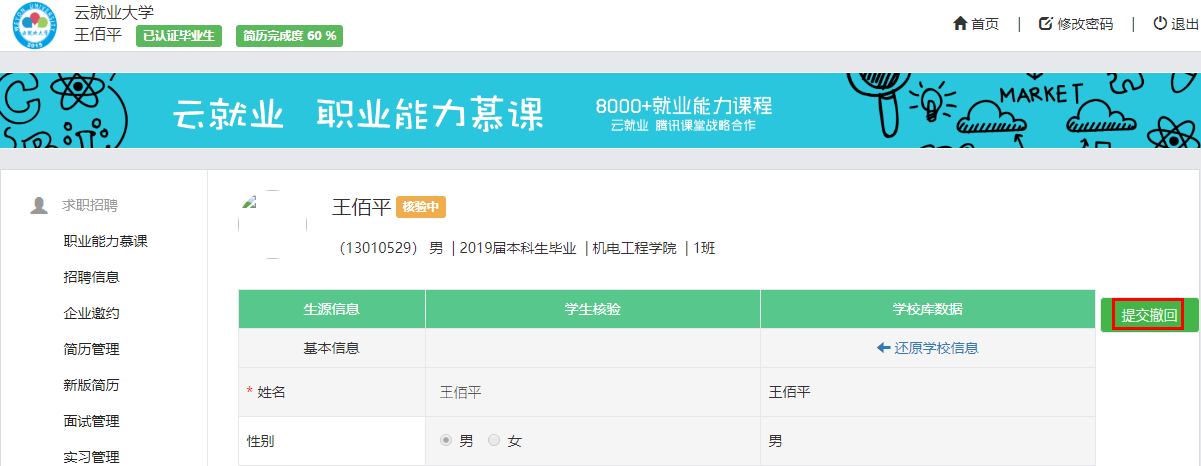 云就业大学
王佰平 已认证毕业生 简历完成度 60 %
首页 | 修改密码 | 退出
云就业 职业能力慕课
8000+就业能力课程
云就业 腾讯课堂战略合作
MARKET
求职招聘
职业能力慕课
招聘信息
企业邀约
简历管理
新版简历
面试管理
实习管理
王佰平 核验中
（13010529） 男 | 2019届本科生毕业 | 机电工程学院 | 1班
生源信息 学生核验 学校库数据
提交撤回
基本信息 还原学校信息
* 姓名 王佰平 王佰平
性别 男 女 男